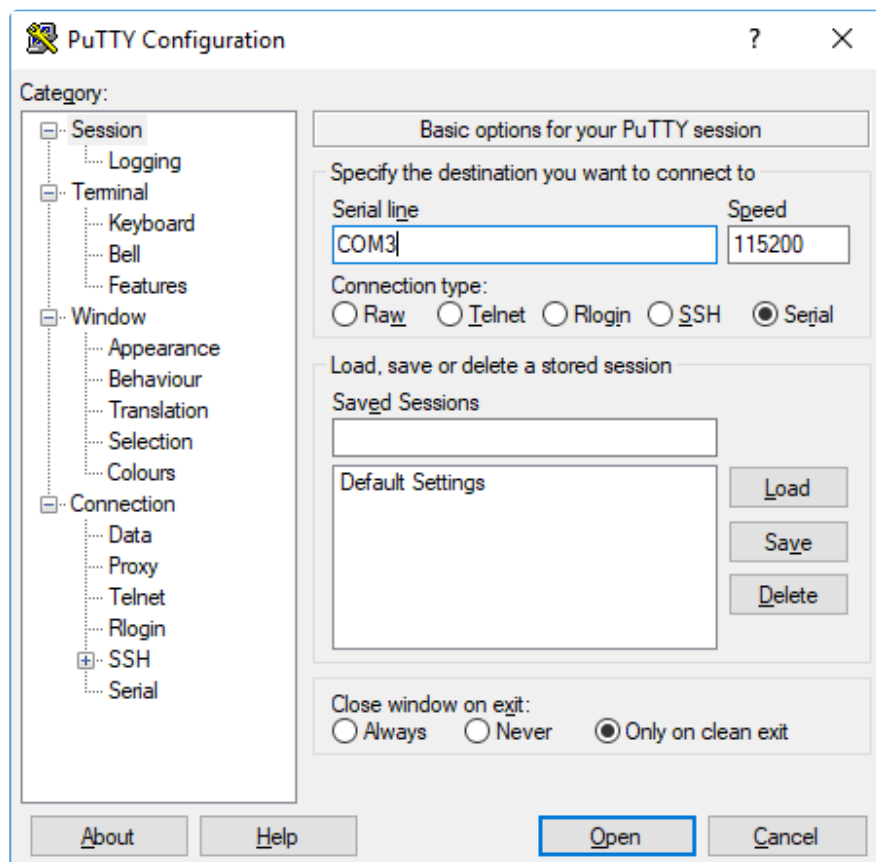 PuTTY Configuration
?
Category:
Session
Logging
Terminal
Keyboard
Bell
Features
Window
Appearance
Behaviour
Translation
Selection
Colours
Connection
Data
Proxy
Telnet
Rlogin
SSH
Serial
Basic options for your PuTTY session
Specify the destination you want to connect to
Serial line Speed
COM3 115200
Connection type:
Raw Telnet Rlogin SSH Serial
Load, save or delete a stored session
Saved Sessions
Default Settings
Load
Save
Delete
Close window on exit:
Always Never Only on clean exit
About Help Open Cancel